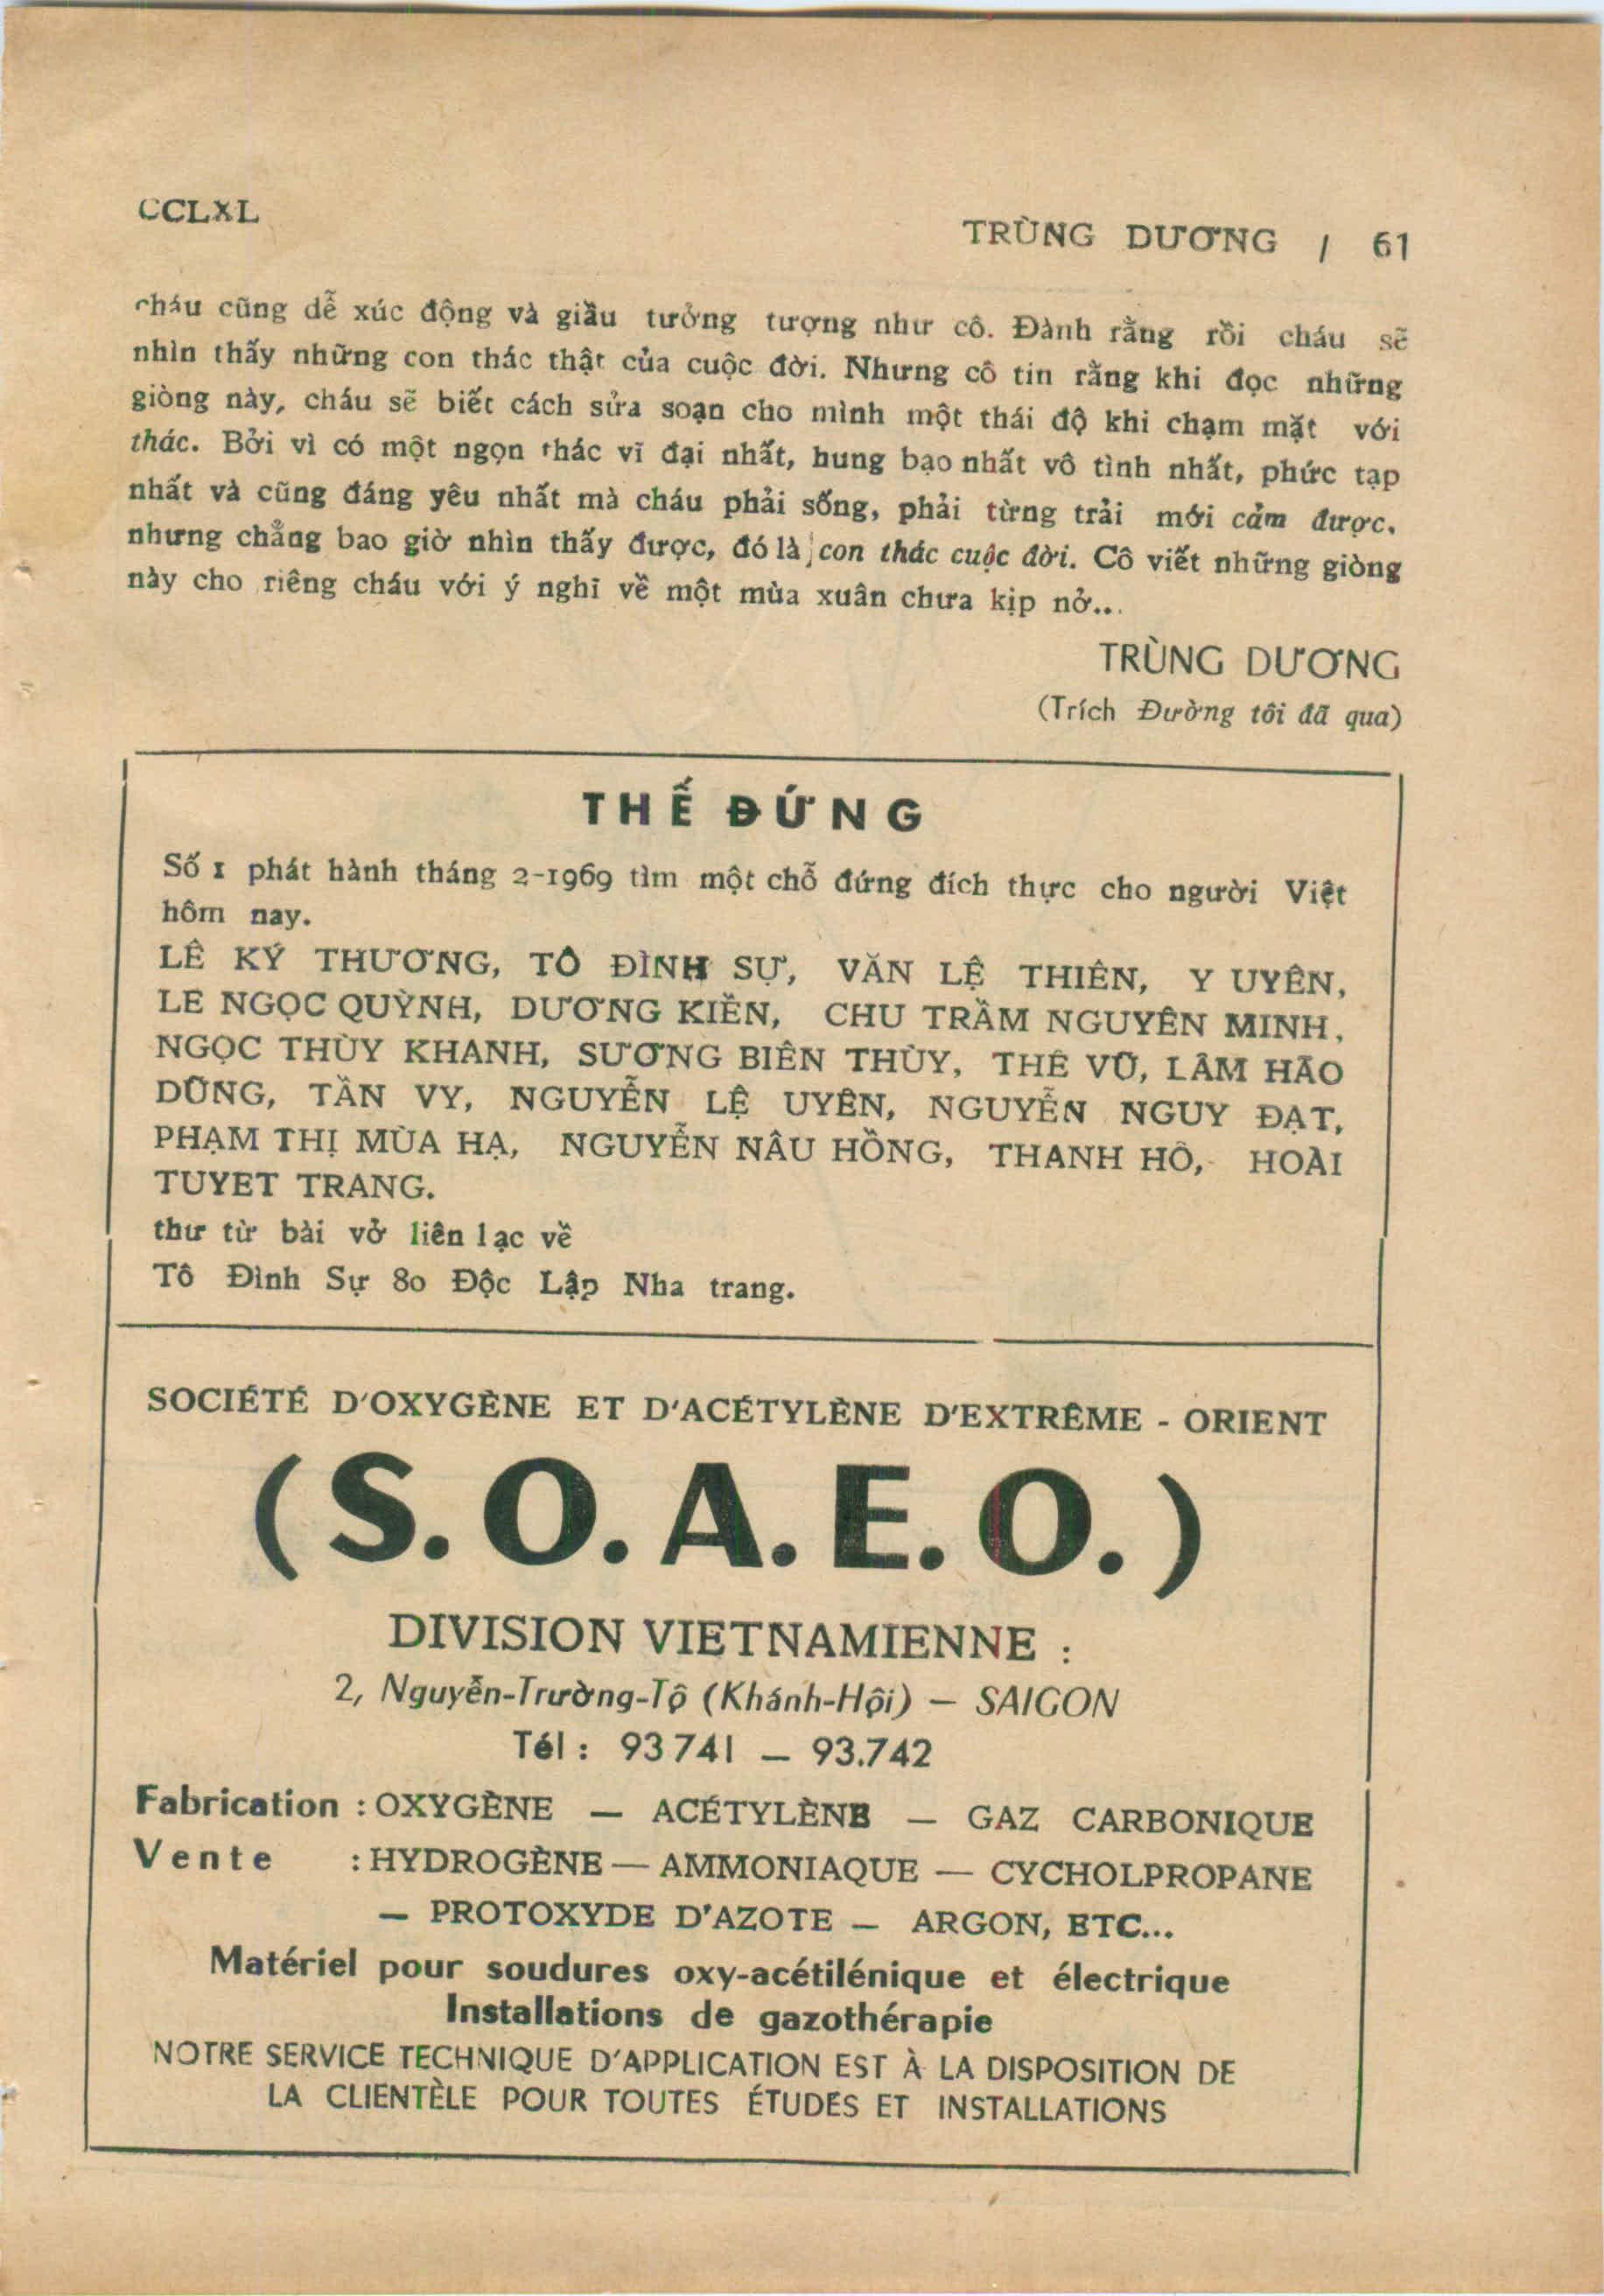 CCLXL
TRÙNG DƯƠNG / 61
cháu cũng dễ xúc động và giầu tưởng tượng như cô. Đành rằng rồi cháu sẽ
nhìn thấy những con thác thật của cuộc đời. Nhưng cô tin rằng khi đọc những
giòng này, cháu sẽ biết cách sửa soạn cho mình một thái độ khi chạm mặt với
thác. Bởi vì có một ngọn thác vĩ đại nhất, hung bạo nhất vô tình nhất, phức tạp
nhất và cũng đáng yêu nhất mà cháu phải sống, phải từng trải mới cảm được.
nhưng chẳng bao giờ nhìn thấy được, đó là con thác cuộc đời. Cô viết những giòng
này cho riêng cháu với ý nghĩ về một mùa xuân chưa kịp nở...
TRÙNG DƯƠNG
(Trích Đường tôi đã qua)
THẾ ĐỨNG
Số 1 phát hành tháng 2-1969 tìm một chỗ đứng đích thực cho người Việt
hôm nay.
LÊ KÝ THƯƠNG, TÔ ĐÌNH SỰ, VĂN LỆ THIÊN, Y UYÊN,
LÊ NGỌC QUỲNH, DƯƠNG KIỀN, CHU TRẦM NGUYÊN MINH,
NGỌC THÙY KHANH, SƯƠNG BIÊN THÙY, THẾ VŨ, LÂM HẢO
DŨNG, TẦN VY, NGUYỄN LỆ UYÊN, NGUYỄN NGUY ĐẠT,
PHẠM THỊ MÙA HẠ, NGUYỄN NÂU HỒNG, THANH HỒ, HOÀI
TUYET TRANG.
thư từ bài vở liên lạc về
Tô Đình Sự 80 Độc Lập Nha trang.
SOCIÉTÉ D'OXYGÈNE ET D'ACÉTYLÈNE D'EXTRÊME - ORIENT
(S.O.A.E.O.)
DIVISION VIETNAMIENNE :
2, Nguyễn-Trường-Tộ (Khánh-Hội) — SAIGON
Tél : 93 741 — 93.742
Fabrication : OXYGÈNE — ACÉTYLÈNE — GAZ CARBONIQUE
Vente : HYDROGÈNE — AMMONIAQUE — CYCHOLPROPANE
— PROTOXYDE D'AZOTE — ARGON, ETC...
Matériel pour soudures oxy-acétilénique et électrique
Installations de gazothérapie
NOTRE SERVICE TECHNIQUE D'APPLICATION EST À LA DISPOSITION DE
LA CLIENTÈLE POUR TOUTES ÉTUDES ET INSTALLATIONS